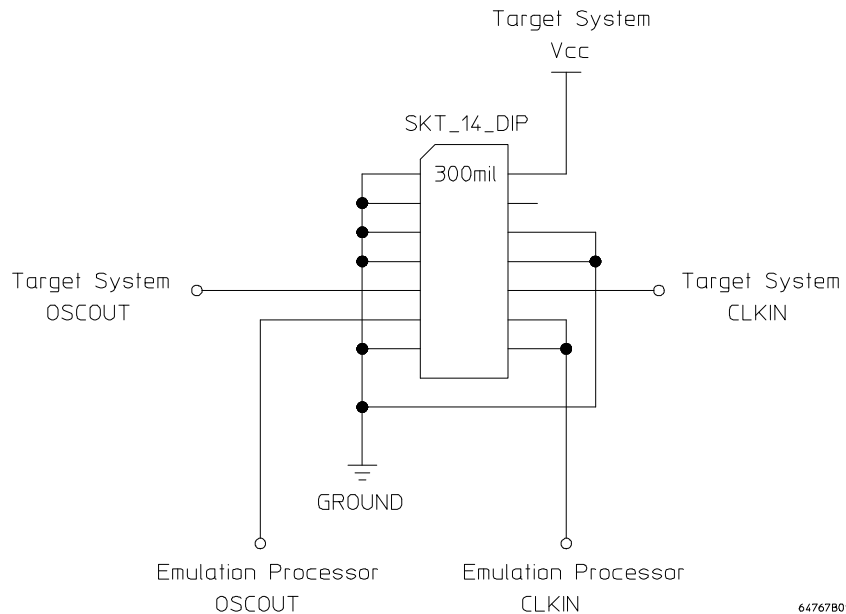 Target System
Vcc
SKT_14_DIP
300mil
Target System
OSCOUT
Target System
CLKIN
GROUND
Emulation Processor
OSCOUT
Emulation Processor
CLKIN
64767B0